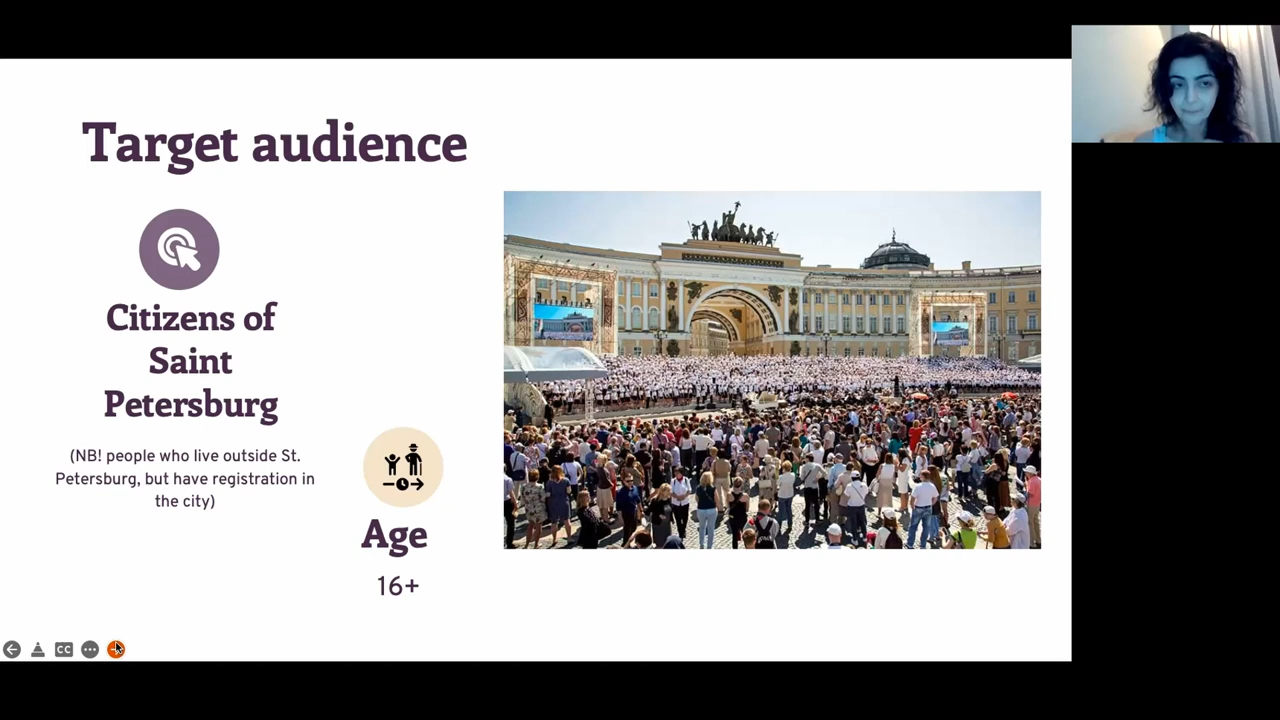 Target audience
Citizens of
Saint
Petersburg
(NB! people who live outside St.
Petersburg, but have registration in
the city)
Age
16+
CC